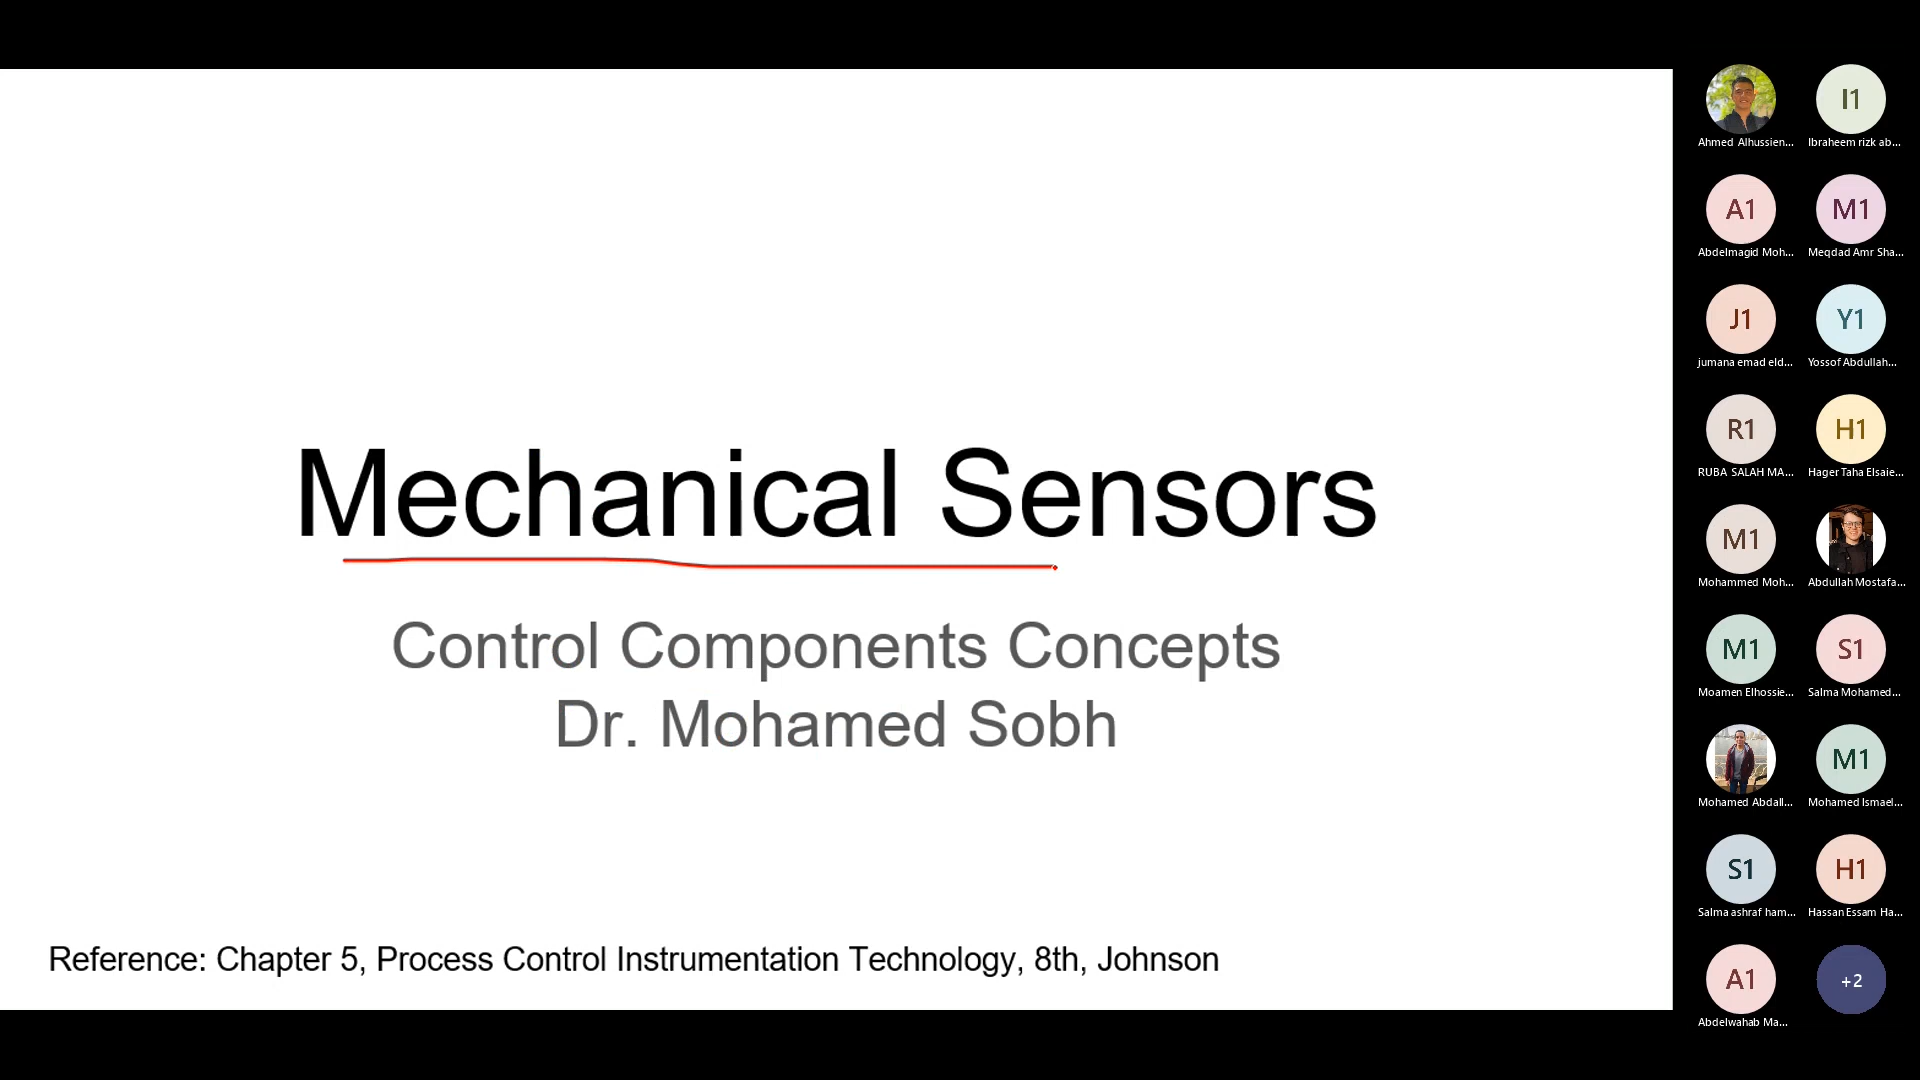 Mechanical Sensors
Control Components Concepts
Dr. Mohamed Sobh
Reference: Chapter 5, Process Control Instrumentation Technology, 8th, Johnson
I1
Ahmed Alhussien...
Ibraheem rizk ab...
A1
M1
Abdelmagid Moh...
Meqdad Amr Sha...
J1
Y1
jumana emad eld...
Yossof Abdullah...
R1
H1
RUBA SALAH MA...
Hager Taha Elsaie...
M1
Mohammed Moh...
Abdullah Mostafa...
M1
S1
Moamen Elhossie...
Salma Mohamed...
M1
Mohamed Abdall...
Mohamed Ismael...
S1
H1
Salma ashraf ham...
Hassan Essam Ha...
A1
+2
Abdelwahab Ma...